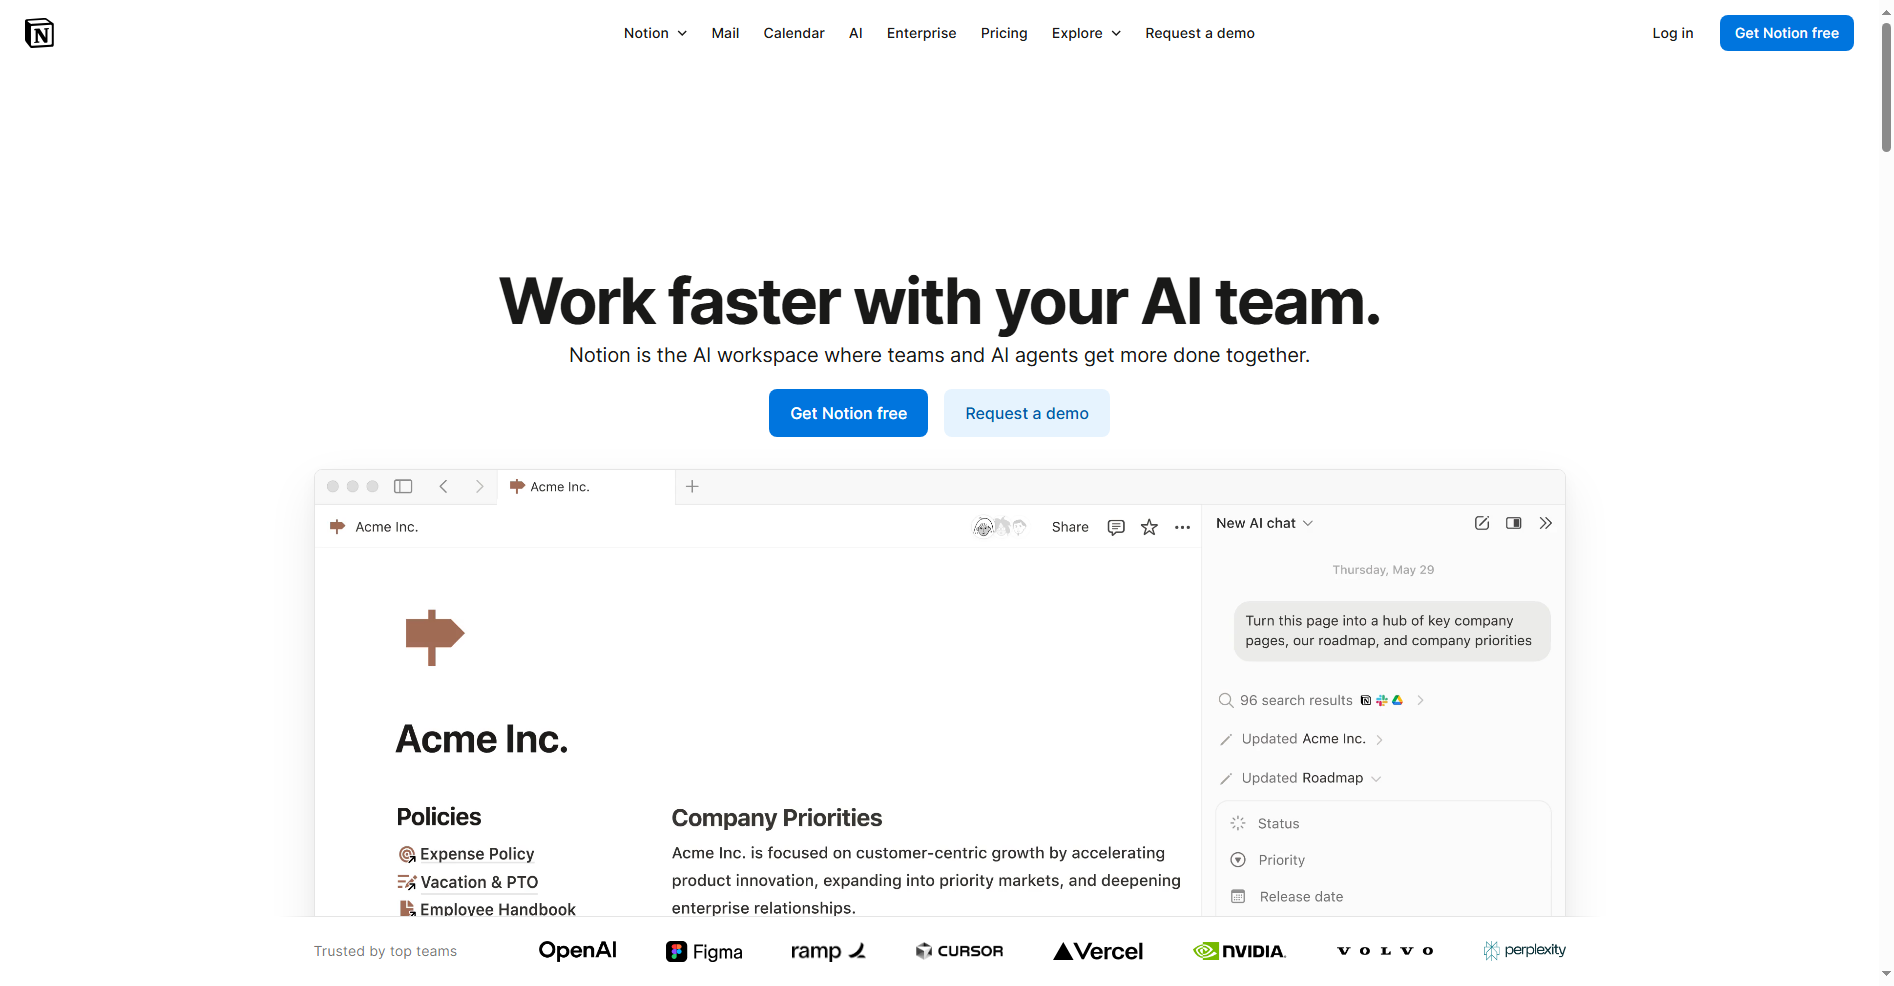 N
Notion
Mail
Calendar
AI
Enterprise
Pricing
Explore
Request a demo
Log in
Get Notion free
Work faster with your AI team.
Notion is the AI workspace where teams and AI agents get more done together.
Get Notion free
Request a demo
Acme Inc.
Acme Inc.
Share
New AI chat
Thursday, May 29
Turn this page into a hub of key company
pages, our roadmap, and company priorities
96 search results
Updated Acme Inc.
Updated Roadmap
Status
Priority
Release date
Acme Inc.
Policies
Expense Policy
Vacation & PTO
Employee Handbook
Company Priorities
Acme Inc. is focused on customer-centric growth by accelerating
product innovation, expanding into priority markets, and deepening
enterprise relationships.
Trusted by top teams
OpenAI
Figma
ramp
CURSOR
Vercel
NVIDIA.
VOLVO
perplexity